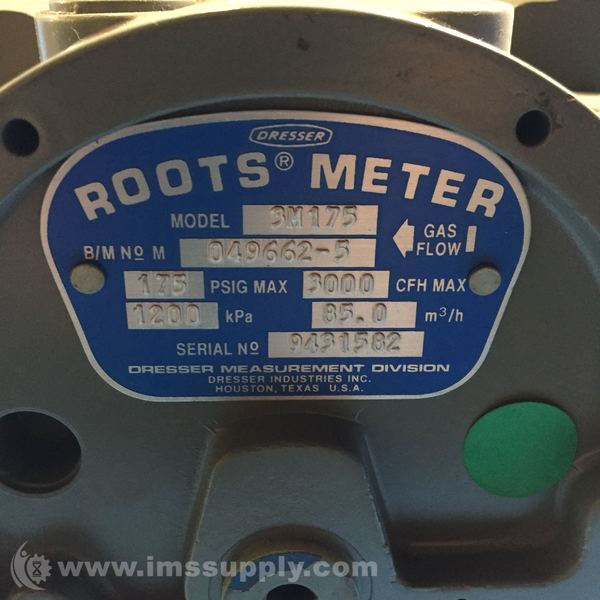 DRESSER
ROOTS® METER
MODEL 3M175
B/M Nº M 049662-5
GAS FLOW
175 PSIG MAX 3000 CFH MAX
1200 kPa 85.0 m³/h
SERIAL Nº 9431582
DRESSER MEASUREMENT DIVISION
DRESSER INDUSTRIES INC.
HOUSTON, TEXAS U.S.A.
www.imssupply.com